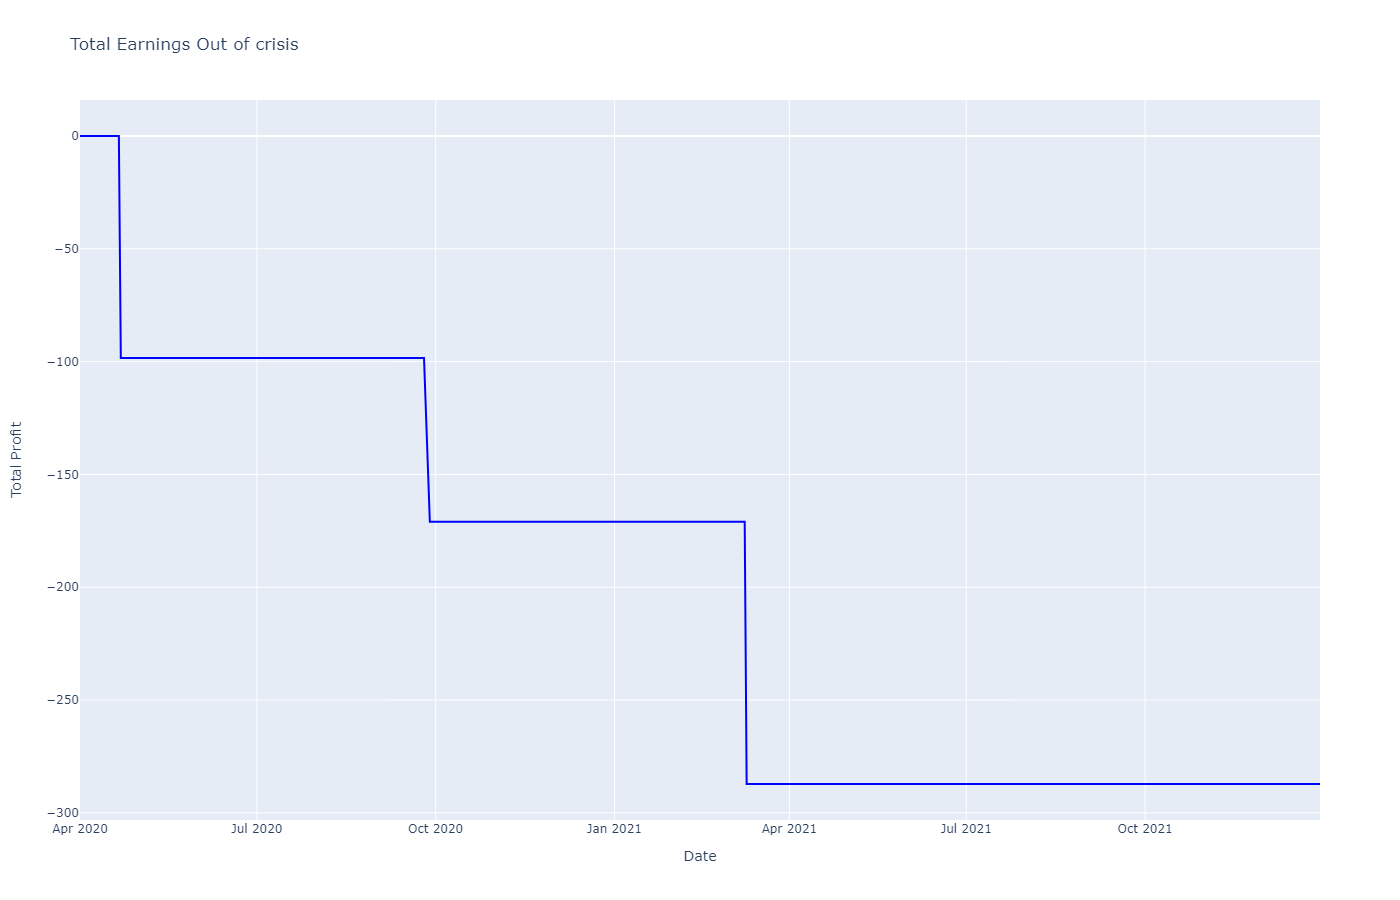 Total Earnings Out of crisis
0
−50
−100
−150
−200
−250
−300
Total Profit
Apr 2020
Jul 2020
Oct 2020
Jan 2021
Apr 2021
Jul 2021
Oct 2021
Date